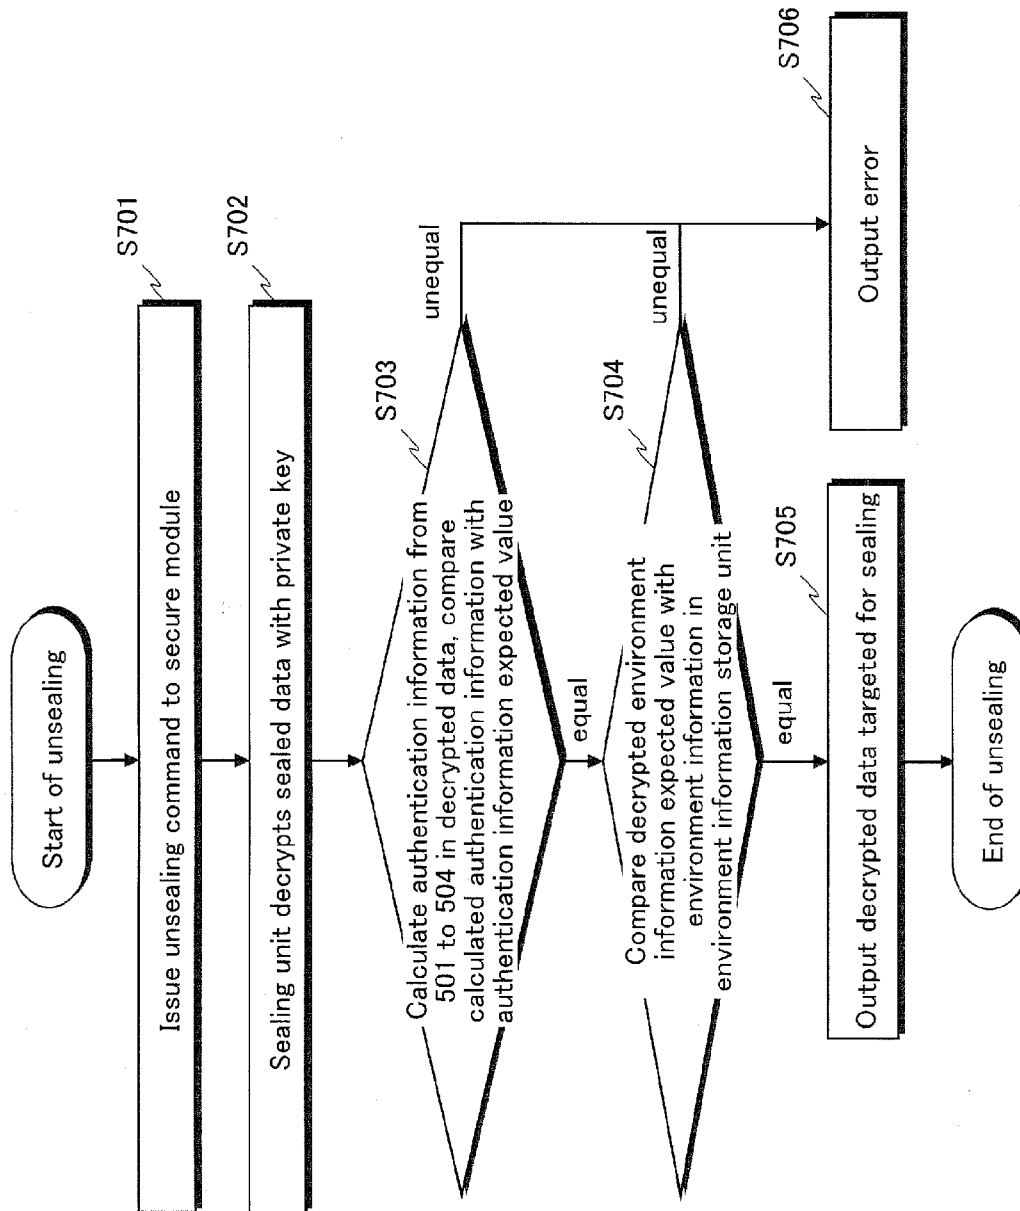 Start of unsealing
S701
Issue unsealing command to secure module
S702
Sealing unit decrypts sealed data with private key
S703
Calculate authentication information from
501 to 504 in decrypted data, compare
calculated authentication information with
authentication information expected value
unequal
equal
S704
Compare decrypted environment
information expected value with
environment information in
environment information storage unit
unequal
equal
S705
Output decrypted data targeted for sealing
S706
Output error
End of unsealing